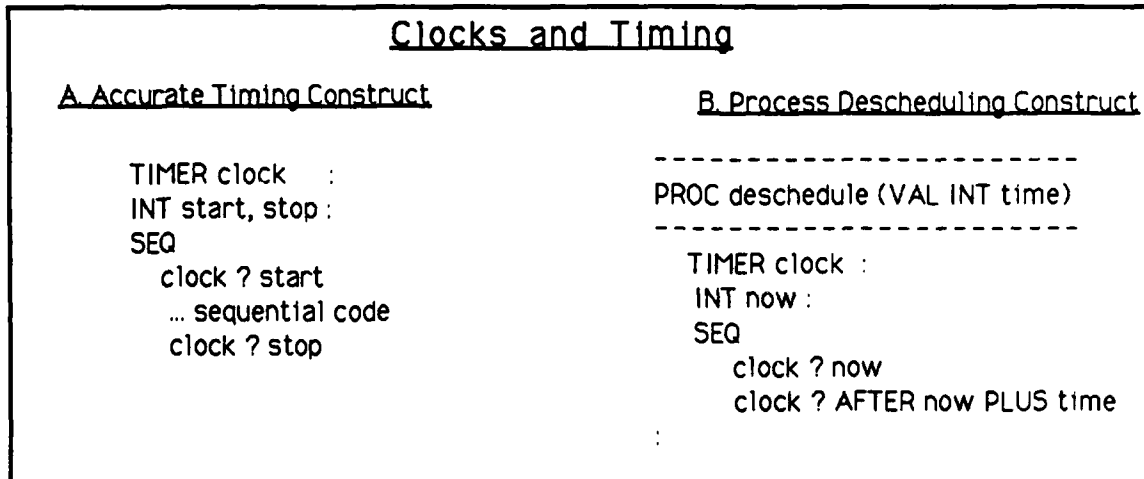 Clocks and Timing
A. Accurate Timing Construct
TIMER clock :
INT start, stop :
SEQ
clock ? start
... sequential code
clock ? stop
B. Process Descheduling Construct
---------------------
PROC deschedule (VAL INT time)
---------------------
TIMER clock :
INT now :
SEQ
clock ? now
clock ? AFTER now PLUS time
: